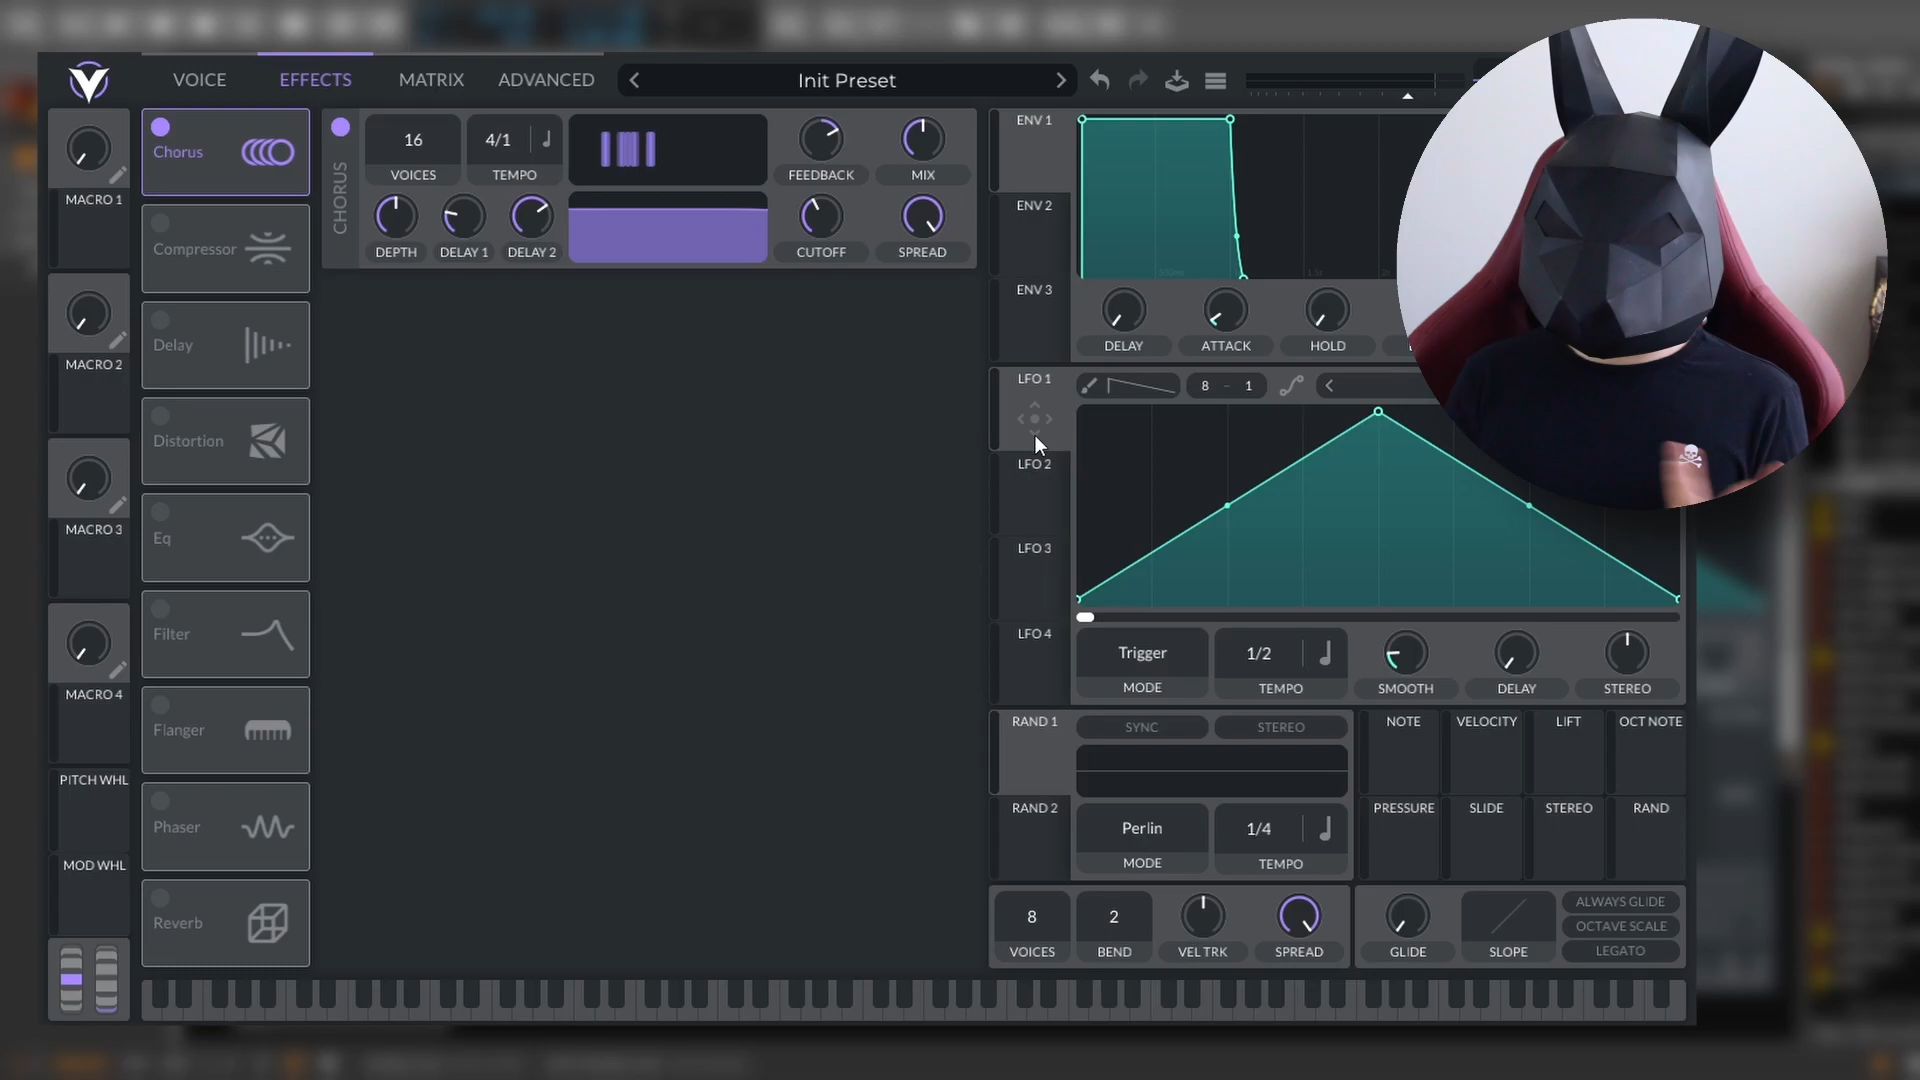 VOICE EFFECTS MATRIX ADVANCED Init Preset
MACRO 1
MACRO 2
MACRO 3
MACRO 4
PITCH WHL
MOD WHL
Chorus
Compressor
Delay
Distortion
Eq
Filter
Flanger
Phaser
Reverb
CHORUS
16 4/1
VOICES TEMPO FEEDBACK MIX
DEPTH DELAY 1 DELAY 2 CUTOFF SPREAD
ENV 1
ENV 2
ENV 3
DELAY ATTACK HOLD
LFO 1
8 - 1
LFO 2
LFO 3
LFO 4
Trigger 1/2
MODE TEMPO SMOOTH DELAY STEREO
RAND 1 SYNC STEREO
RAND 2 Perlin 1/4
MODE TEMPO
NOTE VELOCITY LIFT OCT NOTE
PRESSURE SLIDE STEREO RAND
8 2
VOICES BEND VEL TRK SPREAD
GLIDE SLOPE
ALWAYS GLIDE
OCTAVE SCALE
LEGATO